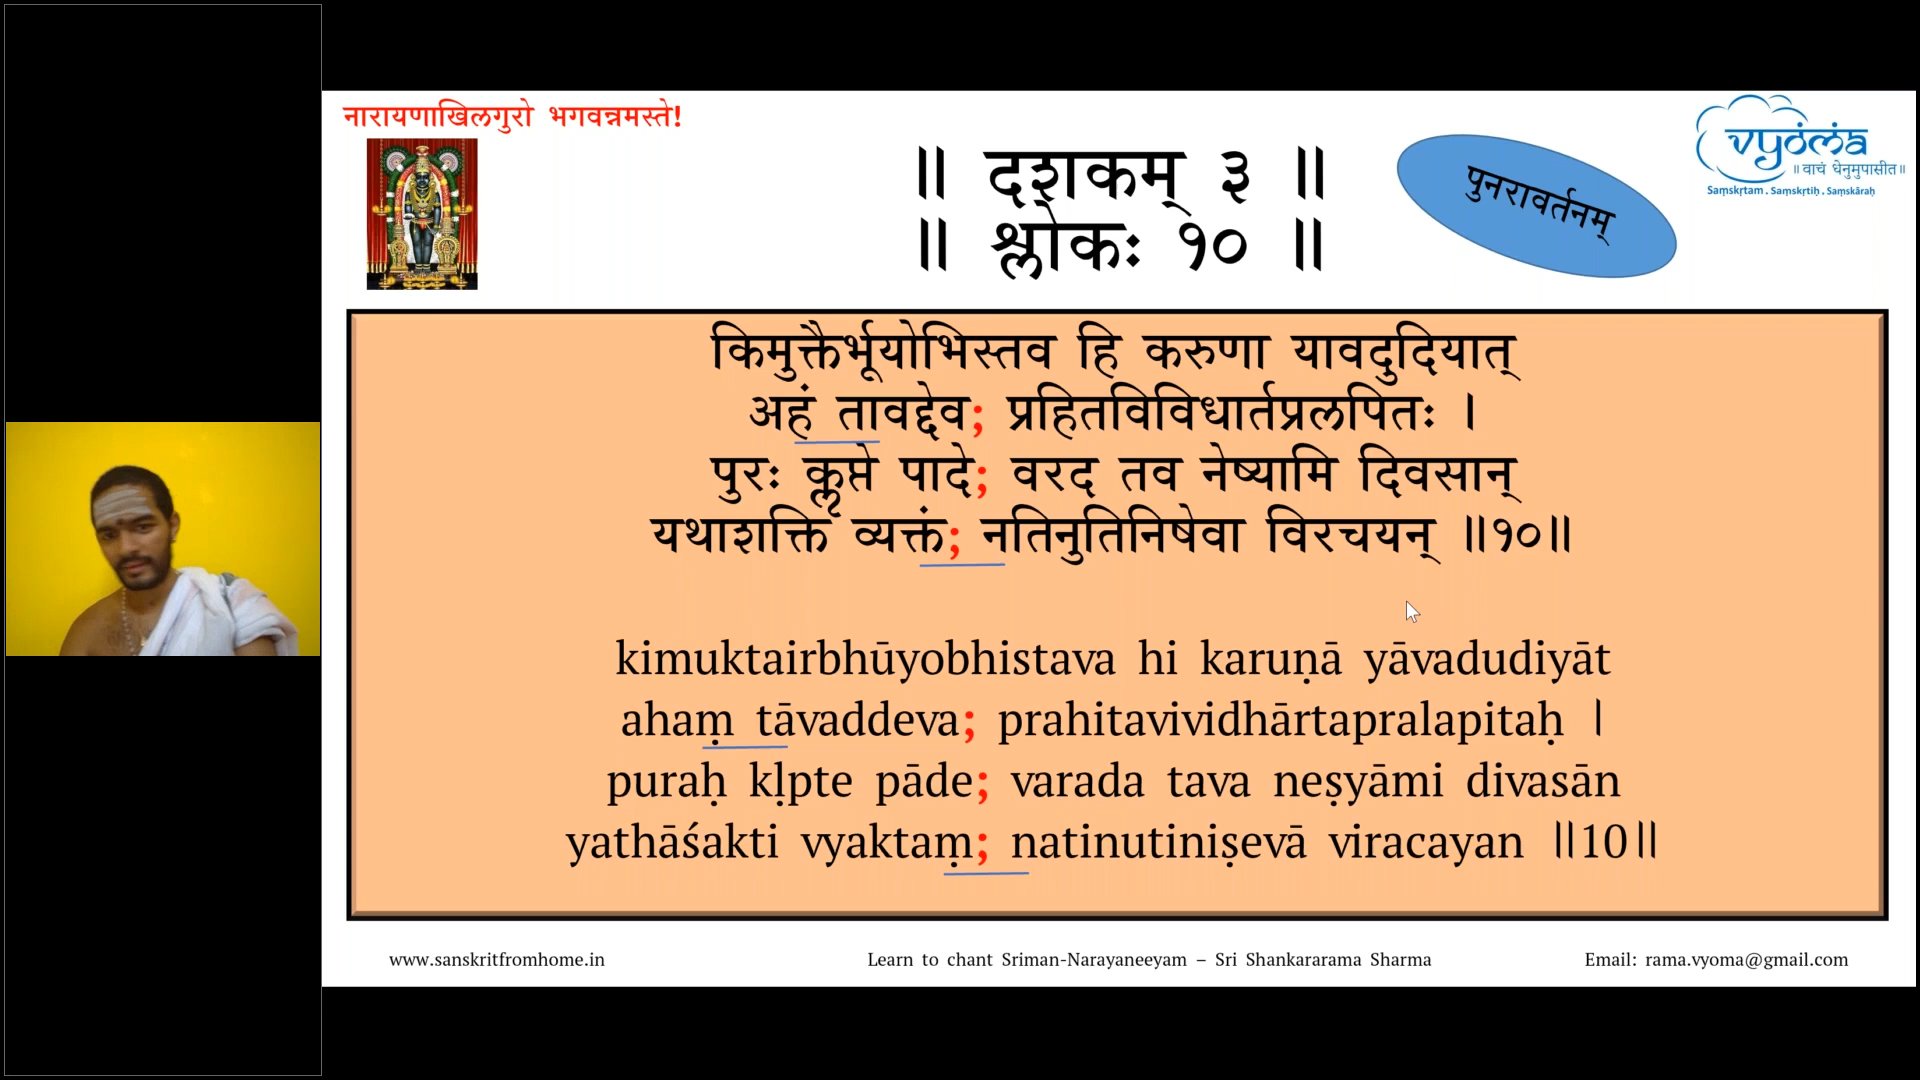 नारायणाखिलगुरो भगवन्नमस्ते!
॥ दशकम् ३ ॥
॥ श्लोकः १० ॥
पुनरावर्तनम्
vyoma
॥ वाचं धेनुमुपासीत॥
Saṃskṛtam . Saṃskṛtiḥ . Saṃskāraḥ
किमुक्तैर्भूयोभिस्तव हि करुणा यावदुदियात्
अहं तावद्देव; प्रहितविविधार्तप्रलपितः ।
पुरः कॣप्ते पादे; वरद तव नेष्यामि दिवसान्
यथाशक्ति व्यक्तं; नतिनुतिनिषेवा विरचयन् ॥१०॥
kimuktairbhūyobhistava hi karuṇā yāvadudiyāt
ahaṃ tāvaddeva; prahitavividhārtapralapitaḥ ।
puraḥ kḷpte pāde; varada tava neṣyāmi divasān
yathāśakti vyaktaṃ; natinutiniṣevā viracayan ॥10॥
www.sanskritfromhome.in
Learn to chant Sriman-Narayaneeyam – Sri Shankararama Sharma
Email: rama.vyoma@gmail.com